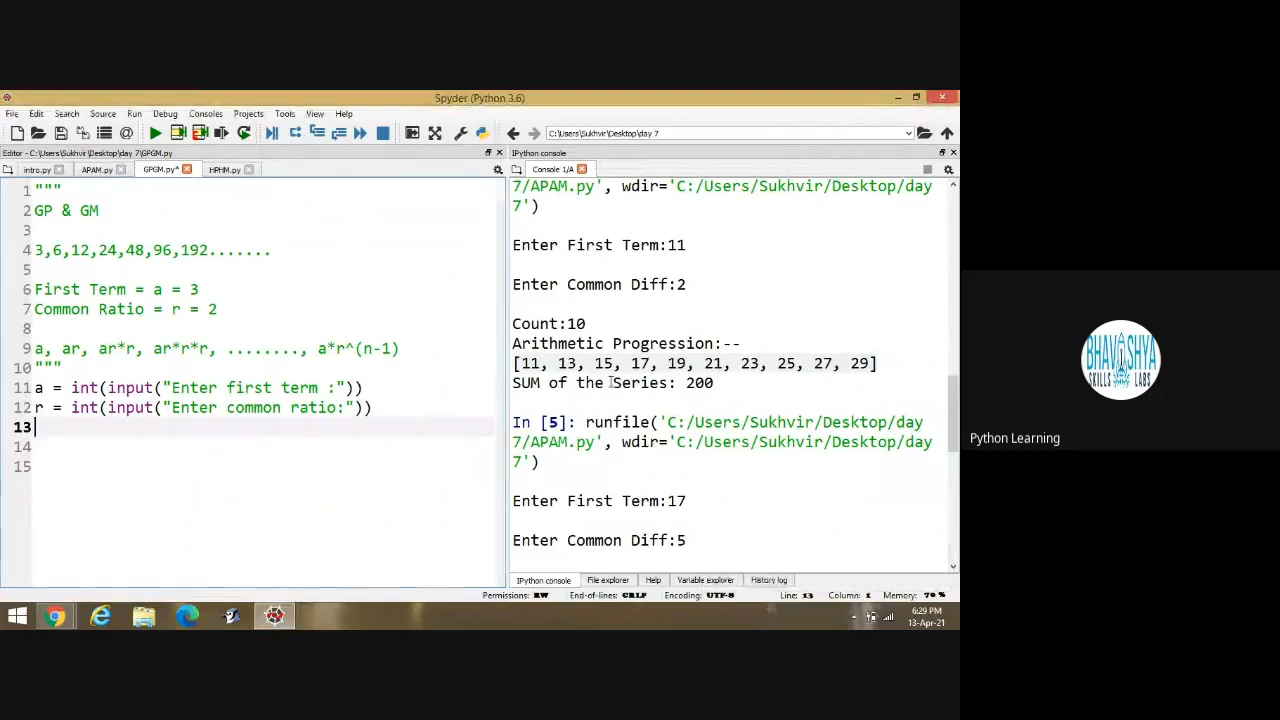 Spyder (Python 3.6)
File Edit Search Source Run Debug Consoles Projects Tools View Help
C:\Users\Sukhvir\Desktop\day 7
Editor - C:\Users\Sukhvir\Desktop\day 7\GPGM.py
intro.py APAM.py GPGM.py* HPHM.py
1 """
2 GP & GM
3
4 3,6,12,24,48,96,192.......
5
6 First Term = a = 3
7 Common Ratio = r = 2
8
9 a, ar, ar*r, ar*r*r, ........, a*r^(n-1)
10 """
11 a = int(input("Enter first term :"))
12 r = int(input("Enter common ratio:"))
13
14
15
IPython console
Console 1/A
7/APAM.py', wdir='C:/Users/Sukhvir/Desktop/day
7')
Enter First Term:11
Enter Common Diff:2
Count:10
Arithmetic Progression:--
[11, 13, 15, 17, 19, 21, 23, 25, 27, 29]
SUM of the Series: 200
In [5]: runfile('C:/Users/Sukhvir/Desktop/day
7/APAM.py', wdir='C:/Users/Sukhvir/Desktop/day
7')
Enter First Term:17
Enter Common Diff:5
IPython console File explorer Help Variable explorer History log
Permissions: RW End-of-lines: CRLF Encoding: UTF-8 Line: 13 Column: 1 Memory: 70 %
6:29 PM
13-Apr-21
BHAVISHYA
SKILLS LABS
Python Learning